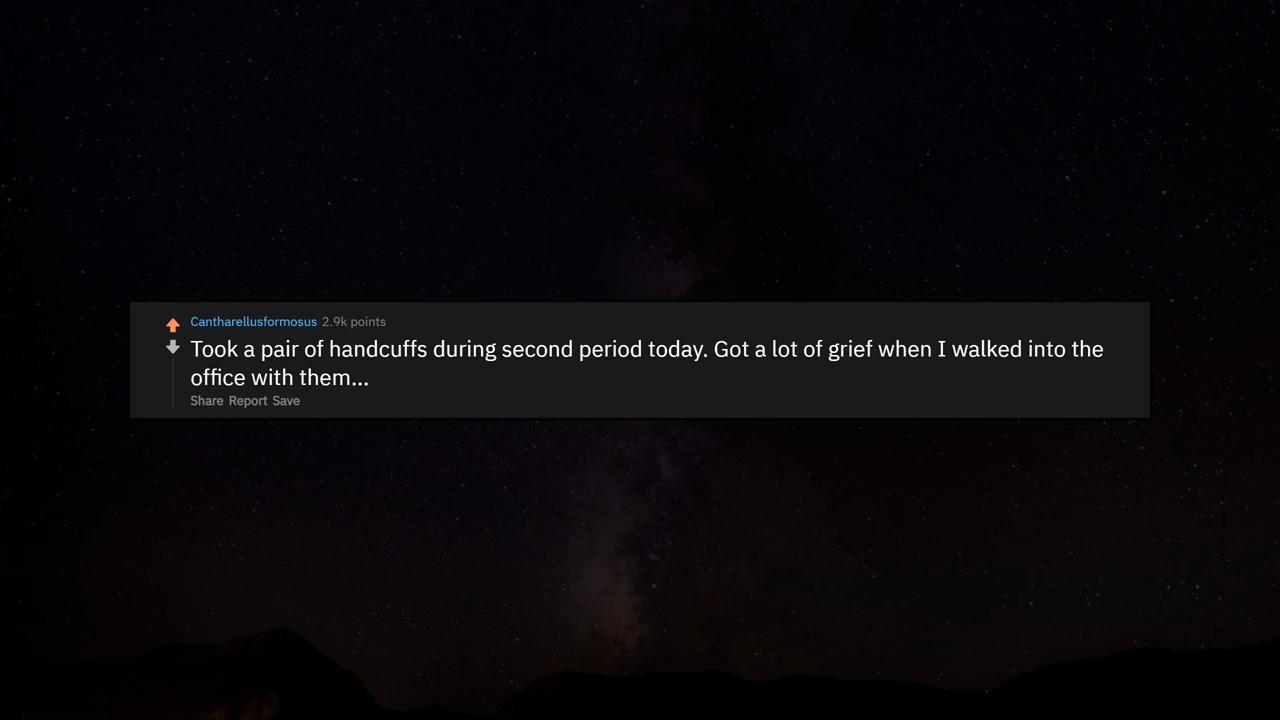 Cantharellusformosus 2.9k points
Took a pair of handcuffs during second period today. Got a lot of grief when I walked into the
office with them...
Share Report Save